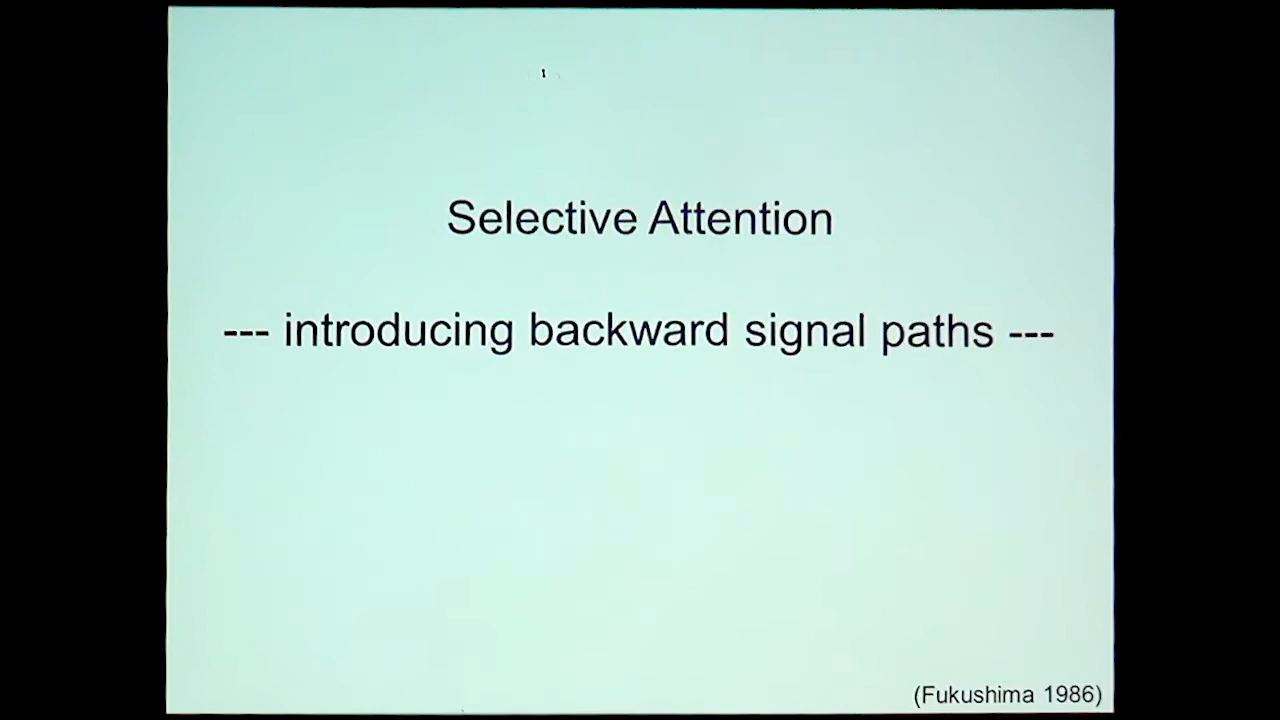 Selective Attention
--- introducing backward signal paths ---
(Fukushima 1986)